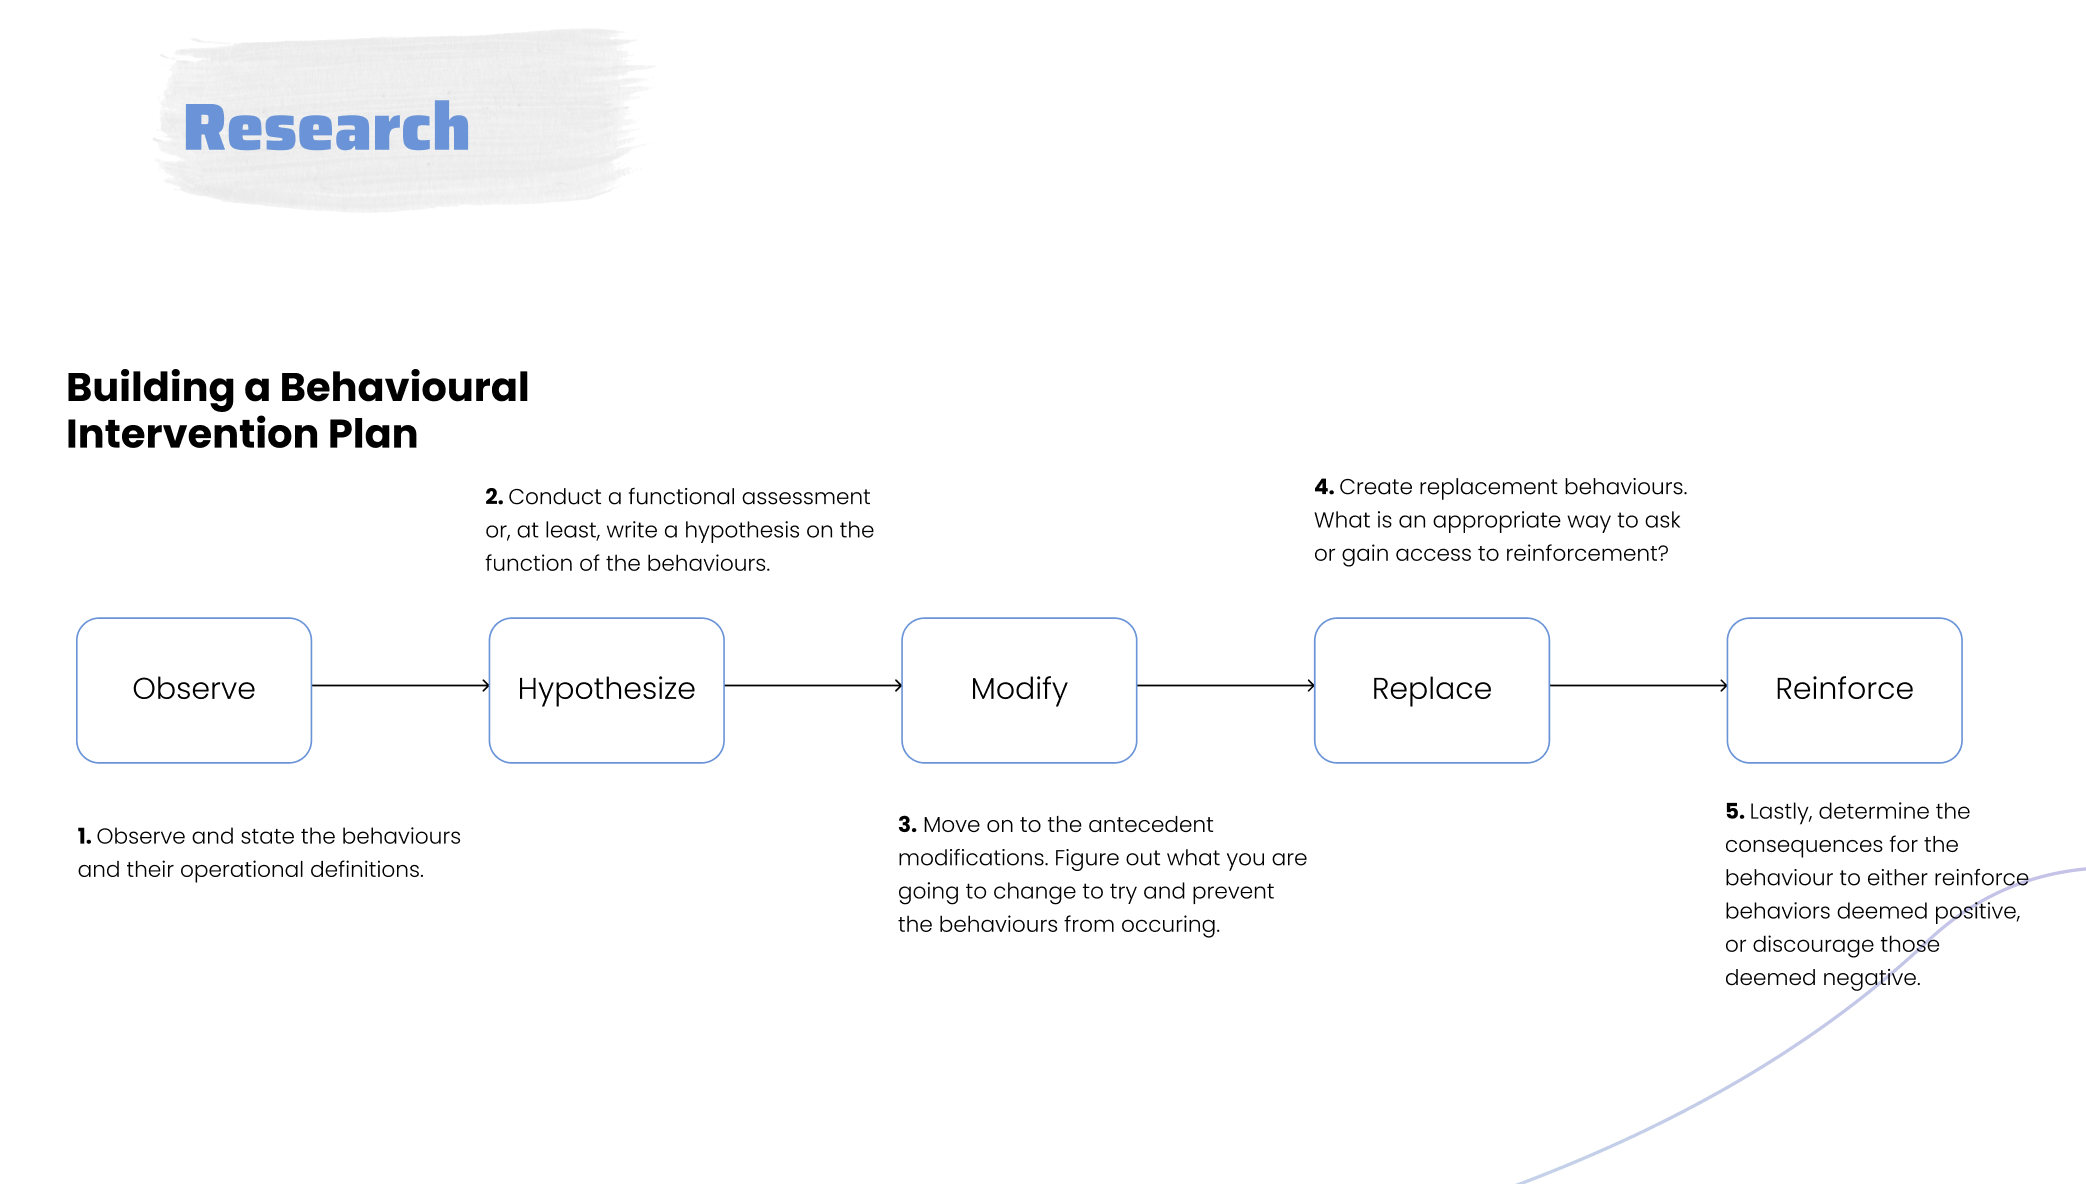 Research
Building a Behavioural
Intervention Plan
2. Conduct a functional assessment
or, at least, write a hypothesis on the
function of the behaviours.
4. Create replacement behaviours.
What is an appropriate way to ask
or gain access to reinforcement?
Observe
Hypothesize
Modify
Replace
Reinforce
1. Observe and state the behaviours
and their operational definitions.
3. Move on to the antecedent
modifications. Figure out what you are
going to change to try and prevent
the behaviours from occuring.
5. Lastly, determine the
consequences for the
behaviour to either reinforce
behaviors deemed positive,
or discourage those
deemed negative.